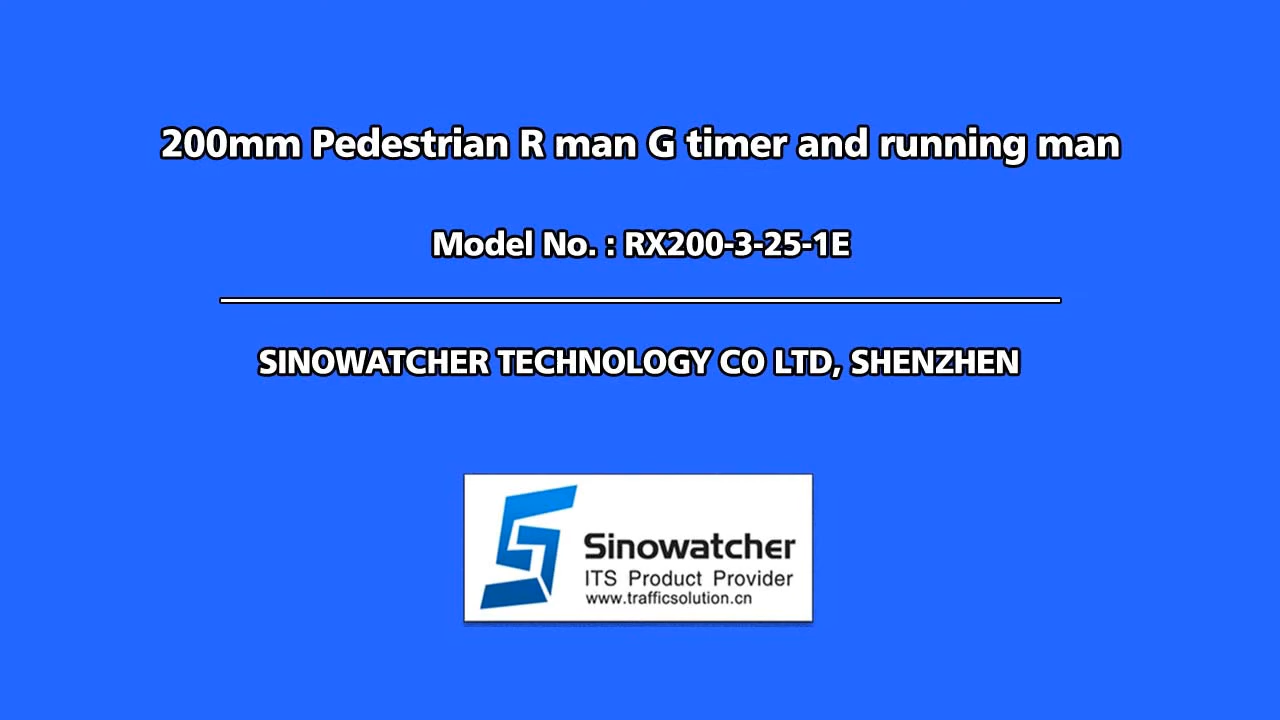 200mm Pedestrian R man G timer and running man
Model No. : RX200-3-25-1E
SINOWATCHER TECHNOLOGY CO LTD, SHENZHEN
Sinowatcher
ITS Product Provider
www.trafficsolution.cn